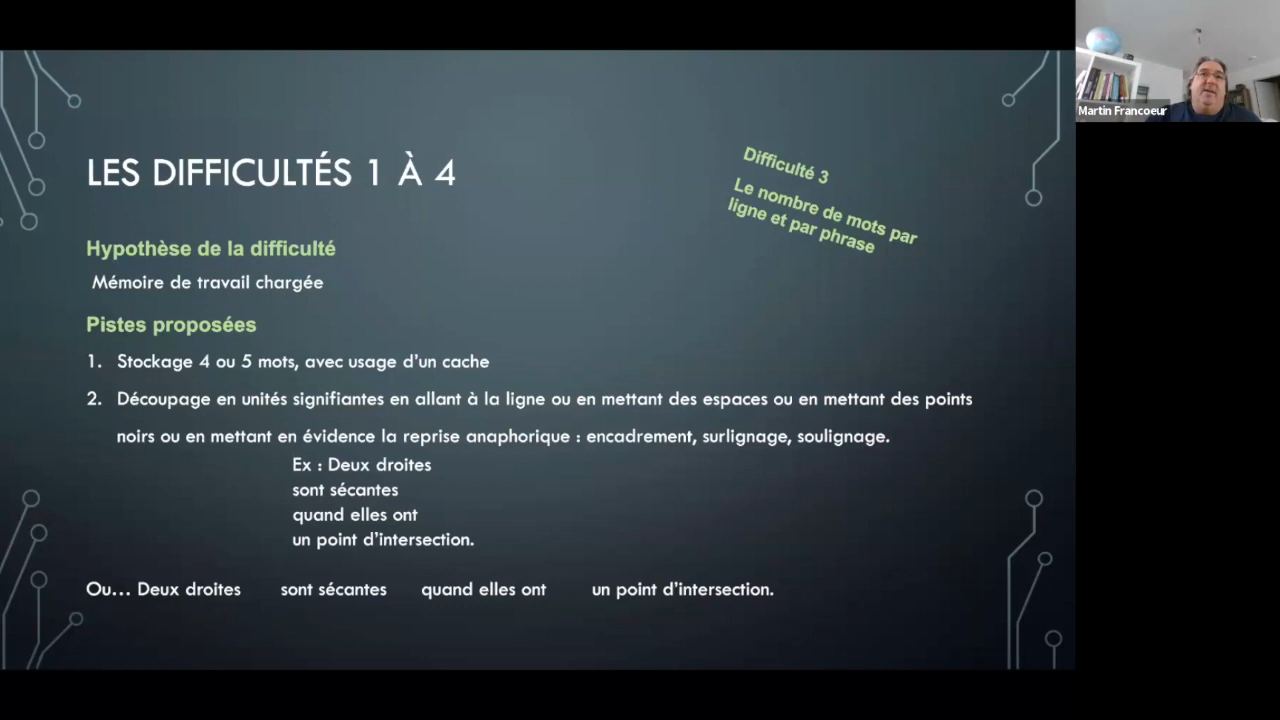 Martin Francoeur
LES DIFFICULTÉS 1 À 4
Difficulté 3
Le nombre de mots par
ligne et par phrase
Hypothèse de la difficulté
Mémoire de travail chargée
Pistes proposées
1. Stockage 4 ou 5 mots, avec usage d'un cache
2. Découpage en unités signifiantes en allant à la ligne ou en mettant des espaces ou en mettant des points
noirs ou en mettant en évidence la reprise anaphorique : encadrement, surlignage, soulignage.
Ex : Deux droites
sont sécantes
quand elles ont
un point d'intersection.
Ou... Deux droites sont sécantes quand elles ont un point d'intersection.